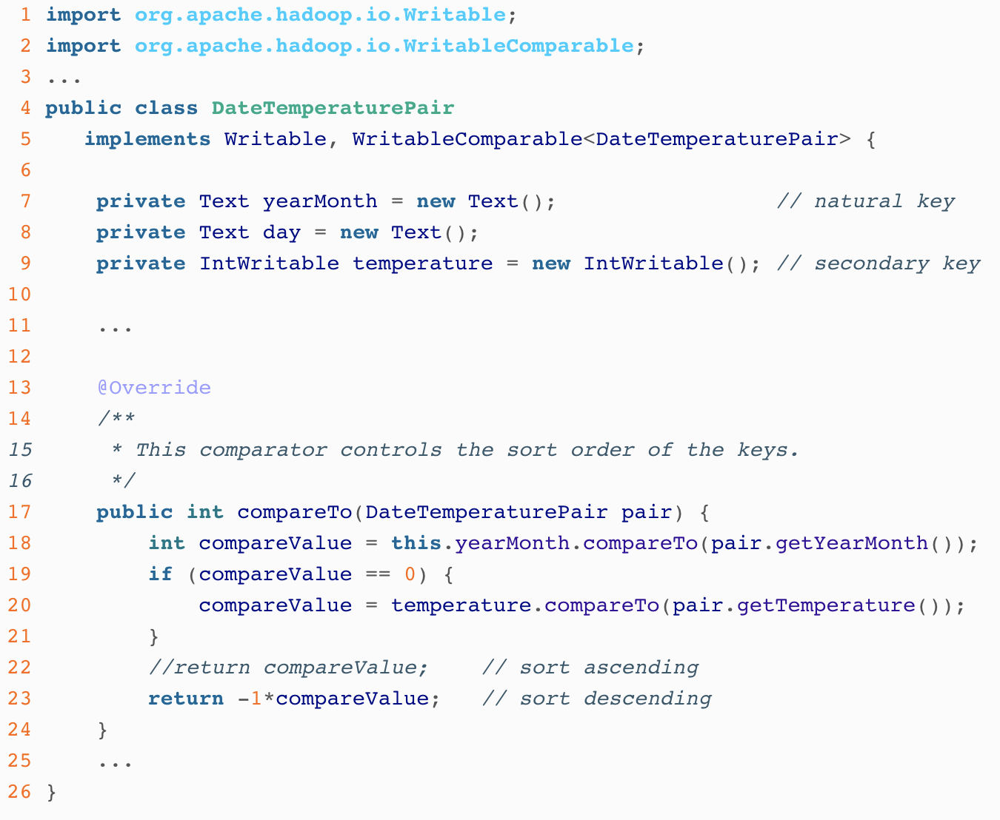 1 import org.apache.hadoop.io.Writable;
2 import org.apache.hadoop.io.WritableComparable;
3 ...
4 public class DateTemperaturePair
5    implements Writable, WritableComparable<DateTemperaturePair> {
6
7     private Text yearMonth = new Text();                 // natural key
8     private Text day = new Text();
9     private IntWritable temperature = new IntWritable(); // secondary key
10
11     ...
12
13     @Override
14     /**
15      * This comparator controls the sort order of the keys.
16      */
17     public int compareTo(DateTemperaturePair pair) {
18         int compareValue = this.yearMonth.compareTo(pair.getYearMonth());
19         if (compareValue == 0) {
20             compareValue = temperature.compareTo(pair.getTemperature());
21         }
22         //return compareValue;    // sort ascending
23         return -1*compareValue;   // sort descending
24     }
25     ...
26 }